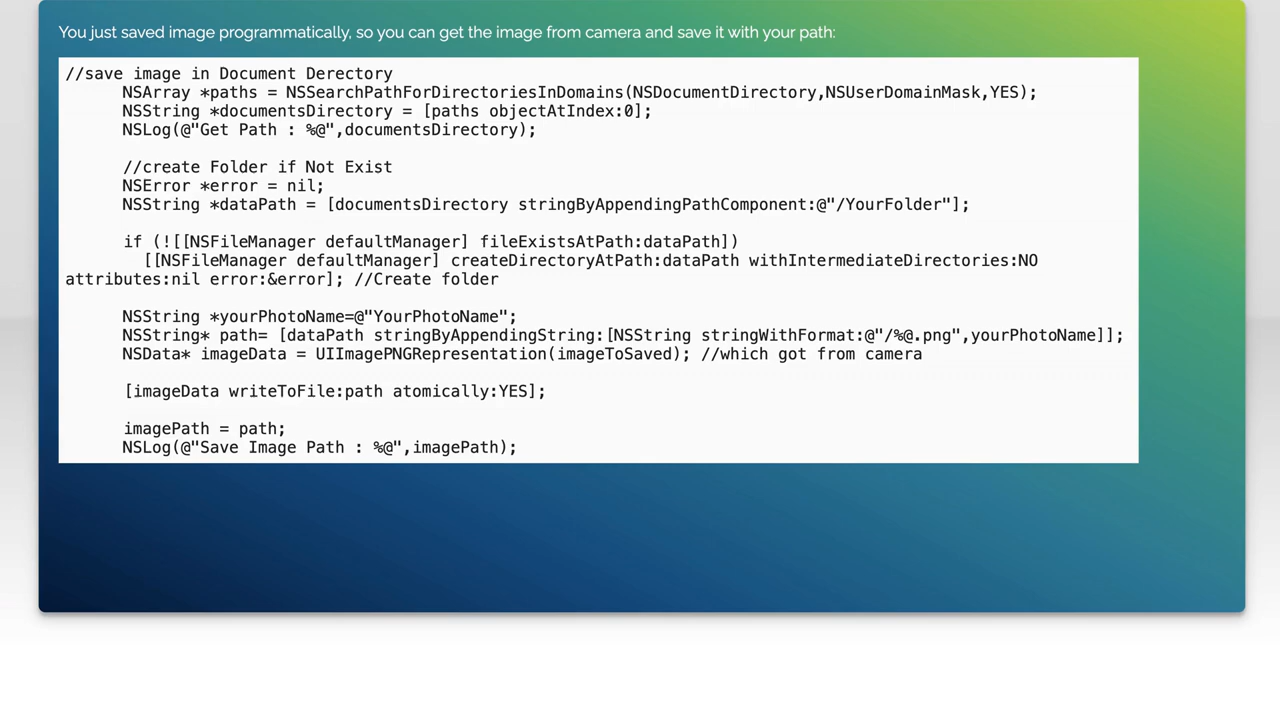 You just saved image programmatically, so you can get the image from camera and save it with your path:
//save image in Document Derectory
NSArray *paths = NSSearchPathForDirectoriesInDomains(NSDocumentDirectory,NSUserDomainMask,YES);
NSString *documentsDirectory = [paths objectAtIndex:0];
NSLog(@"Get Path : %@",documentsDirectory);
//create Folder if Not Exist
NSError *error = nil;
NSString *dataPath = [documentsDirectory stringByAppendingPathComponent:@"/YourFolder"];
if (![[NSFileManager defaultManager] fileExistsAtPath:dataPath])
[[NSFileManager defaultManager] createDirectoryAtPath:dataPath withIntermediateDirectories:NO
attributes:nil error:&error]; //Create folder
NSString *yourPhotoName=@"YourPhotoName";
NSString* path= [dataPath stringByAppendingString:[NSString stringWithFormat:@"/%@.png",yourPhotoName]];
NSData* imageData = UIImagePNGRepresentation(imageToSaved); //which got from camera
[imageData writeToFile:path atomically:YES];
imagePath = path;
NSLog(@"Save Image Path : %@",imagePath);